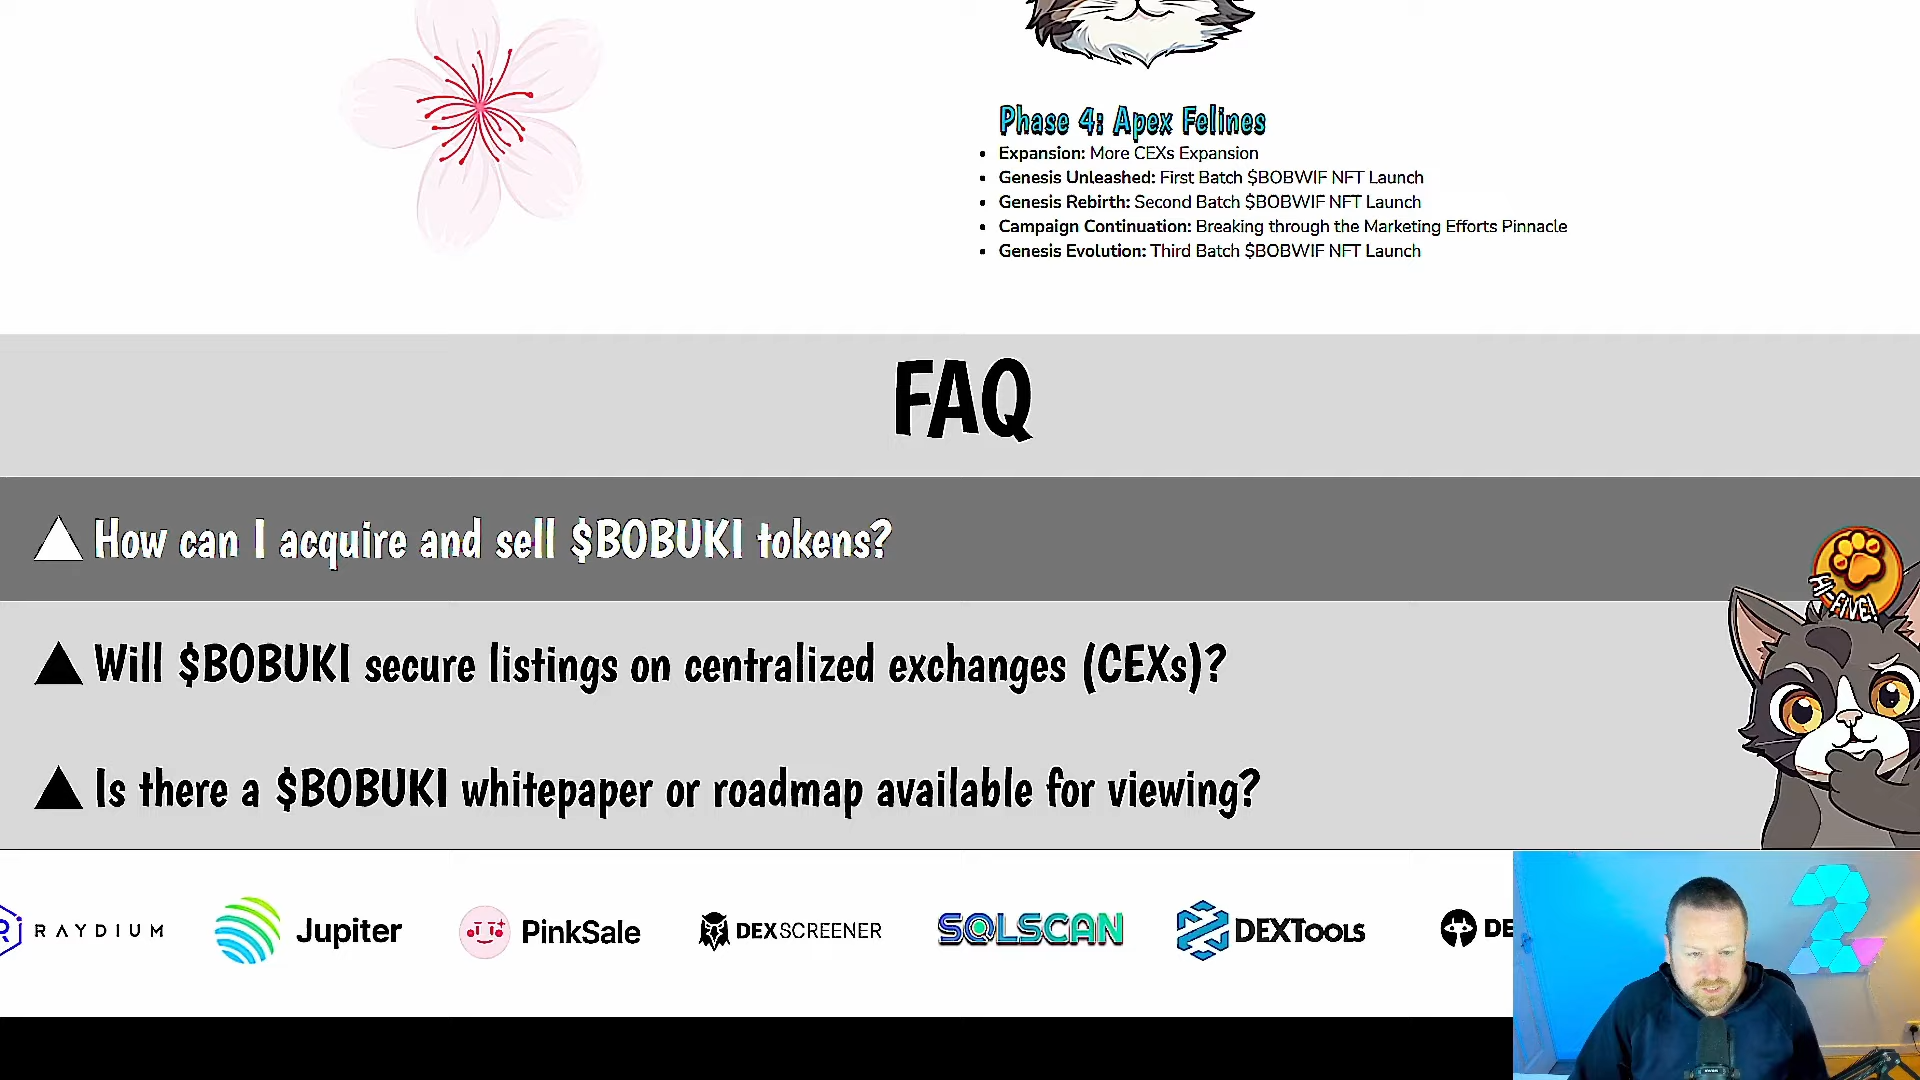 Phase 4: Apex Felines
Expansion: More CEXs Expansion
Genesis Unleashed: First Batch $BOBWIF NFT Launch
Genesis Rebirth: Second Batch $BOBWIF NFT Launch
Campaign Continuation: Breaking through the Marketing Efforts Pinnacle
Genesis Evolution: Third Batch $BOBWIF NFT Launch
FAQ
How can I acquire and sell $BOBUKI tokens?
HI-FIVE!
Will $BOBUKI secure listings on centralized exchanges (CEXs)?
Is there a $BOBUKI whitepaper or roadmap available for viewing?
RAYDIUM Jupiter PinkSale DEXSCREENER SOLSCAN DEXTools DE